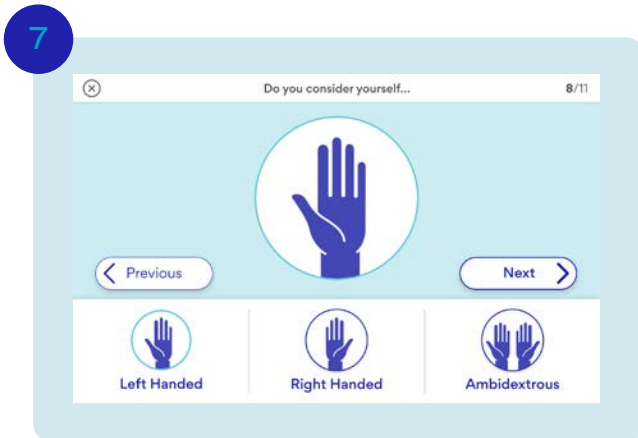 7
Do you consider yourself...
8/11
Previous
Next
Left Handed
Right Handed
Ambidextrous